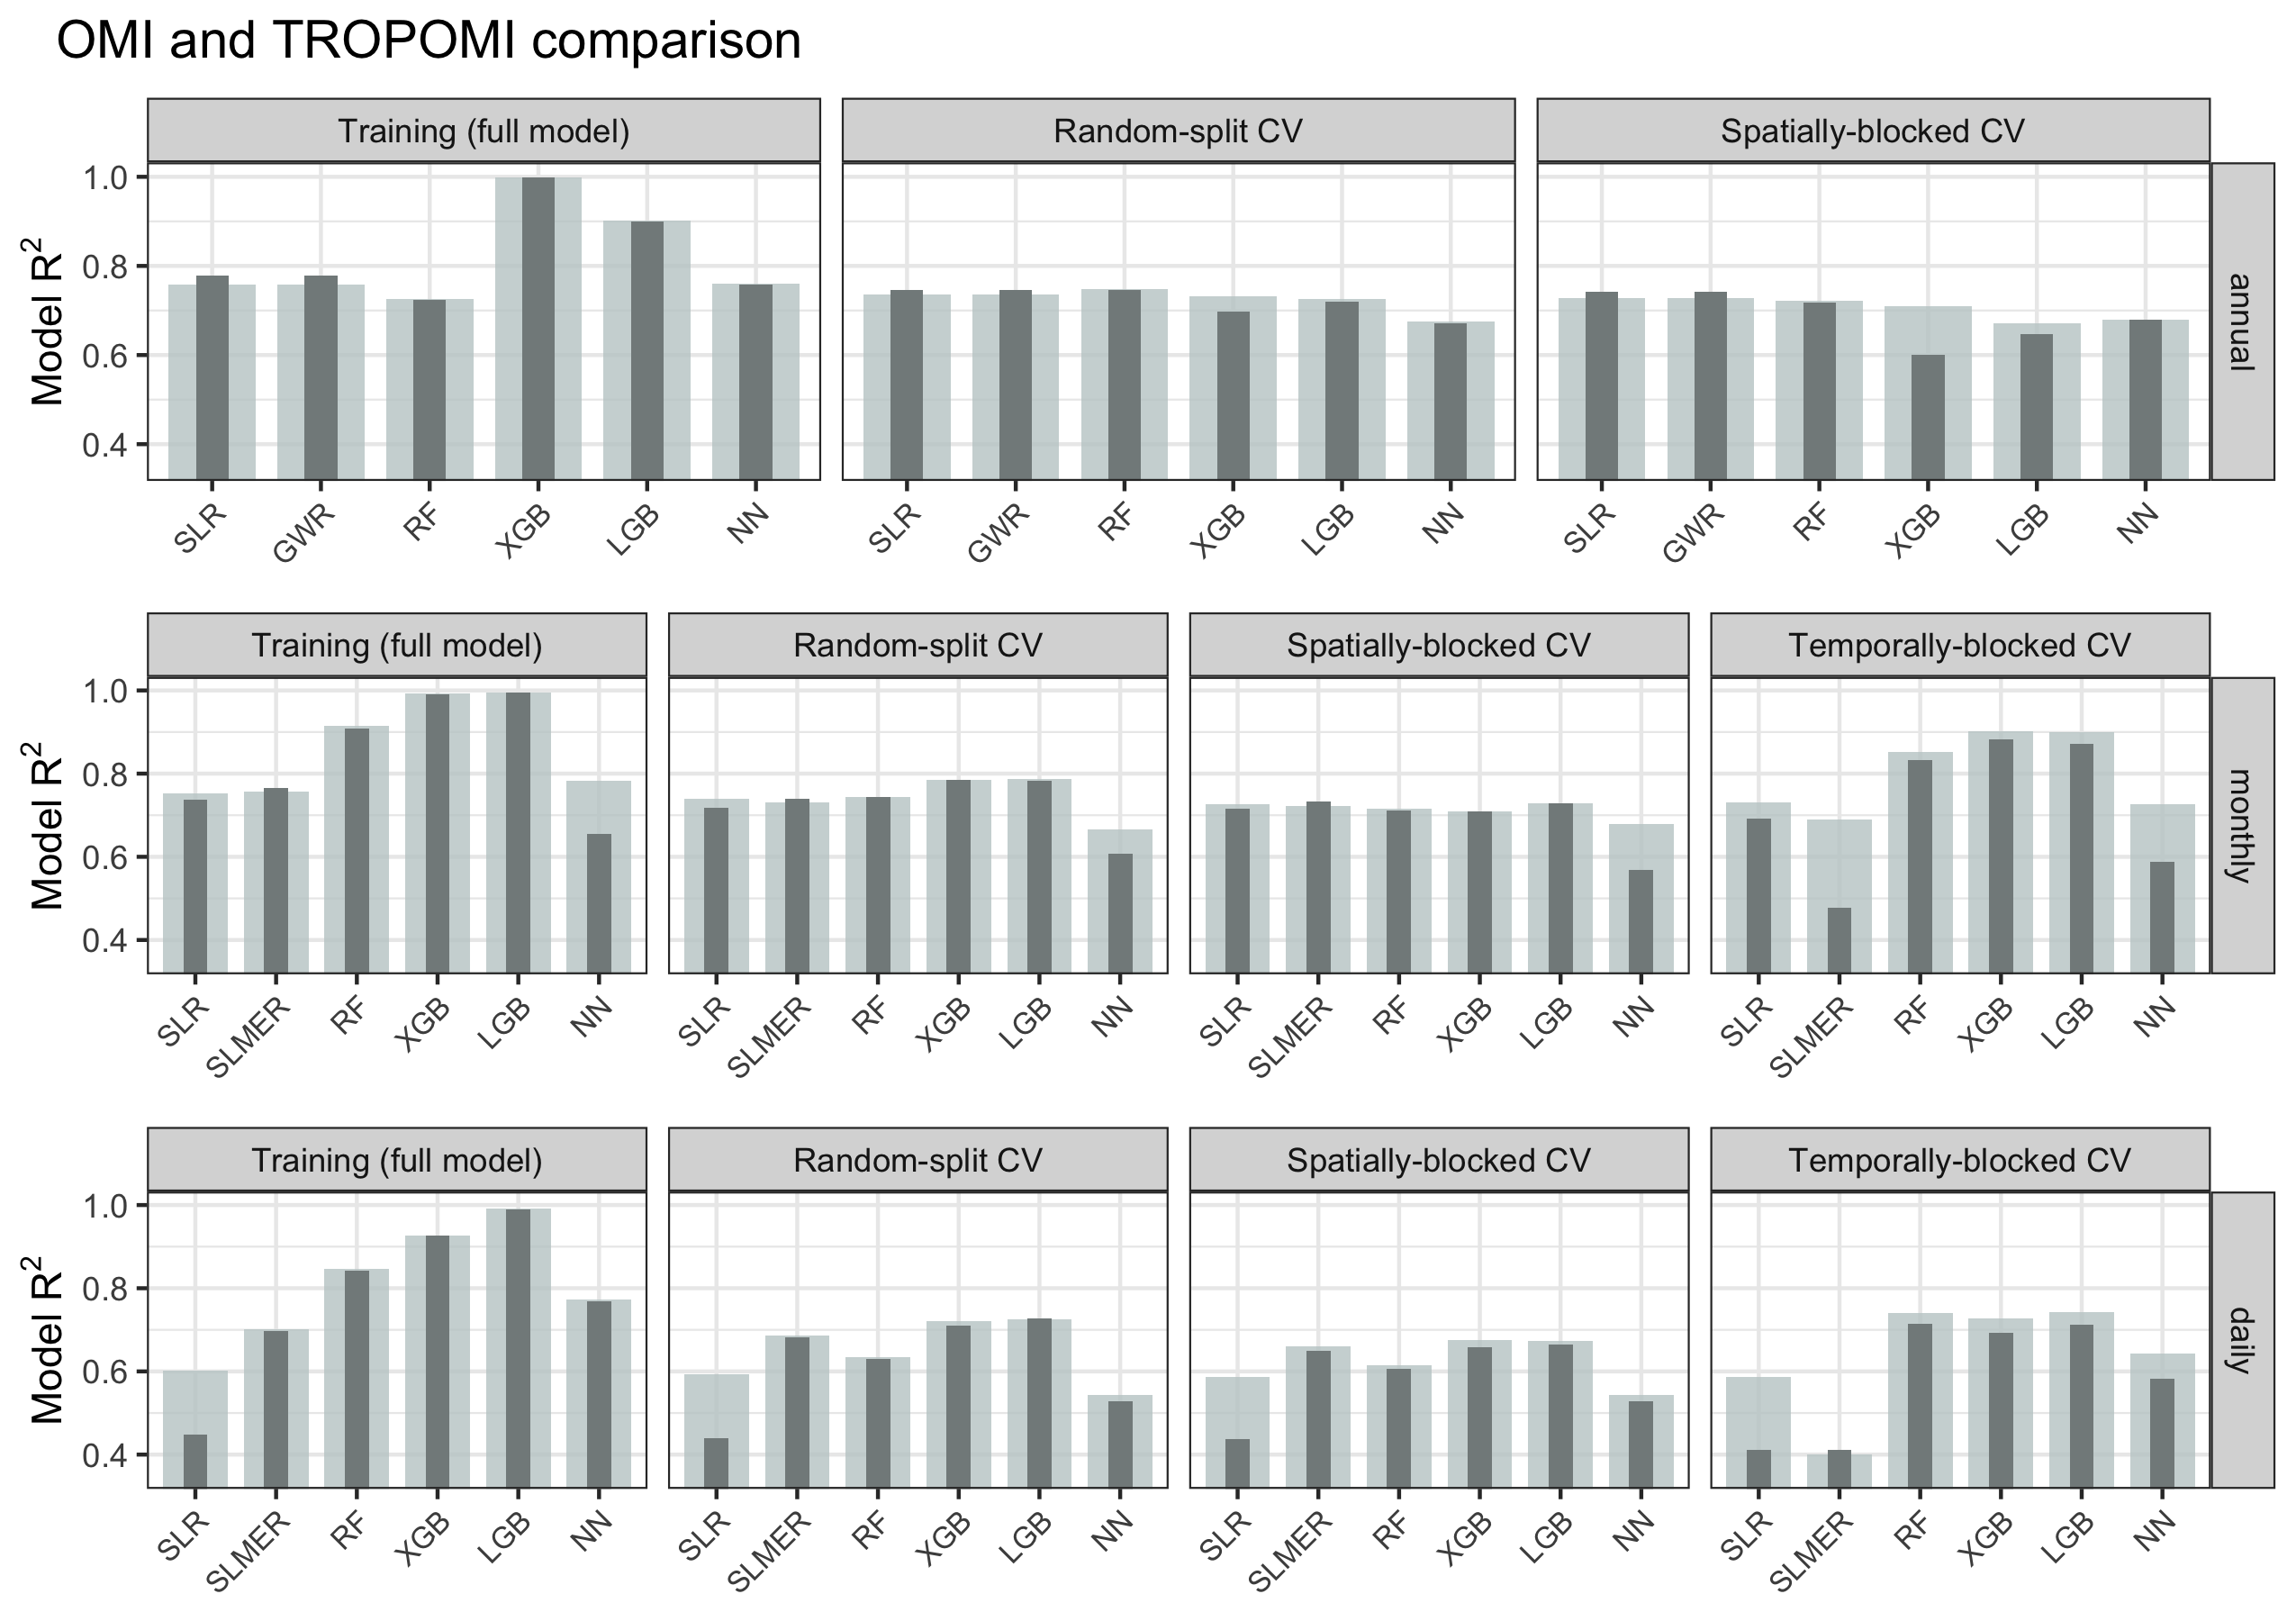 OMI and TROPOMI comparison
Training (full model) Random-split CV Spatially-blocked CV
Model R²
1.0
0.8
0.6
0.4
annual
SLR GWR RF XGB LGB NN SLR GWR RF XGB LGB NN SLR GWR RF XGB LGB NN
Training (full model) Random-split CV Spatially-blocked CV Temporally-blocked CV
Model R²
1.0
0.8
0.6
0.4
monthly
SLR SLMER RF XGB LGB NN SLR SLMER RF XGB LGB NN SLR SLMER RF XGB LGB NN SLR SLMER RF XGB LGB NN
Training (full model) Random-split CV Spatially-blocked CV Temporally-blocked CV
Model R²
1.0
0.8
0.6
0.4
daily
SLR SLMER RF XGB LGB NN SLR SLMER RF XGB LGB NN SLR SLMER RF XGB LGB NN SLR SLMER RF XGB LGB NN